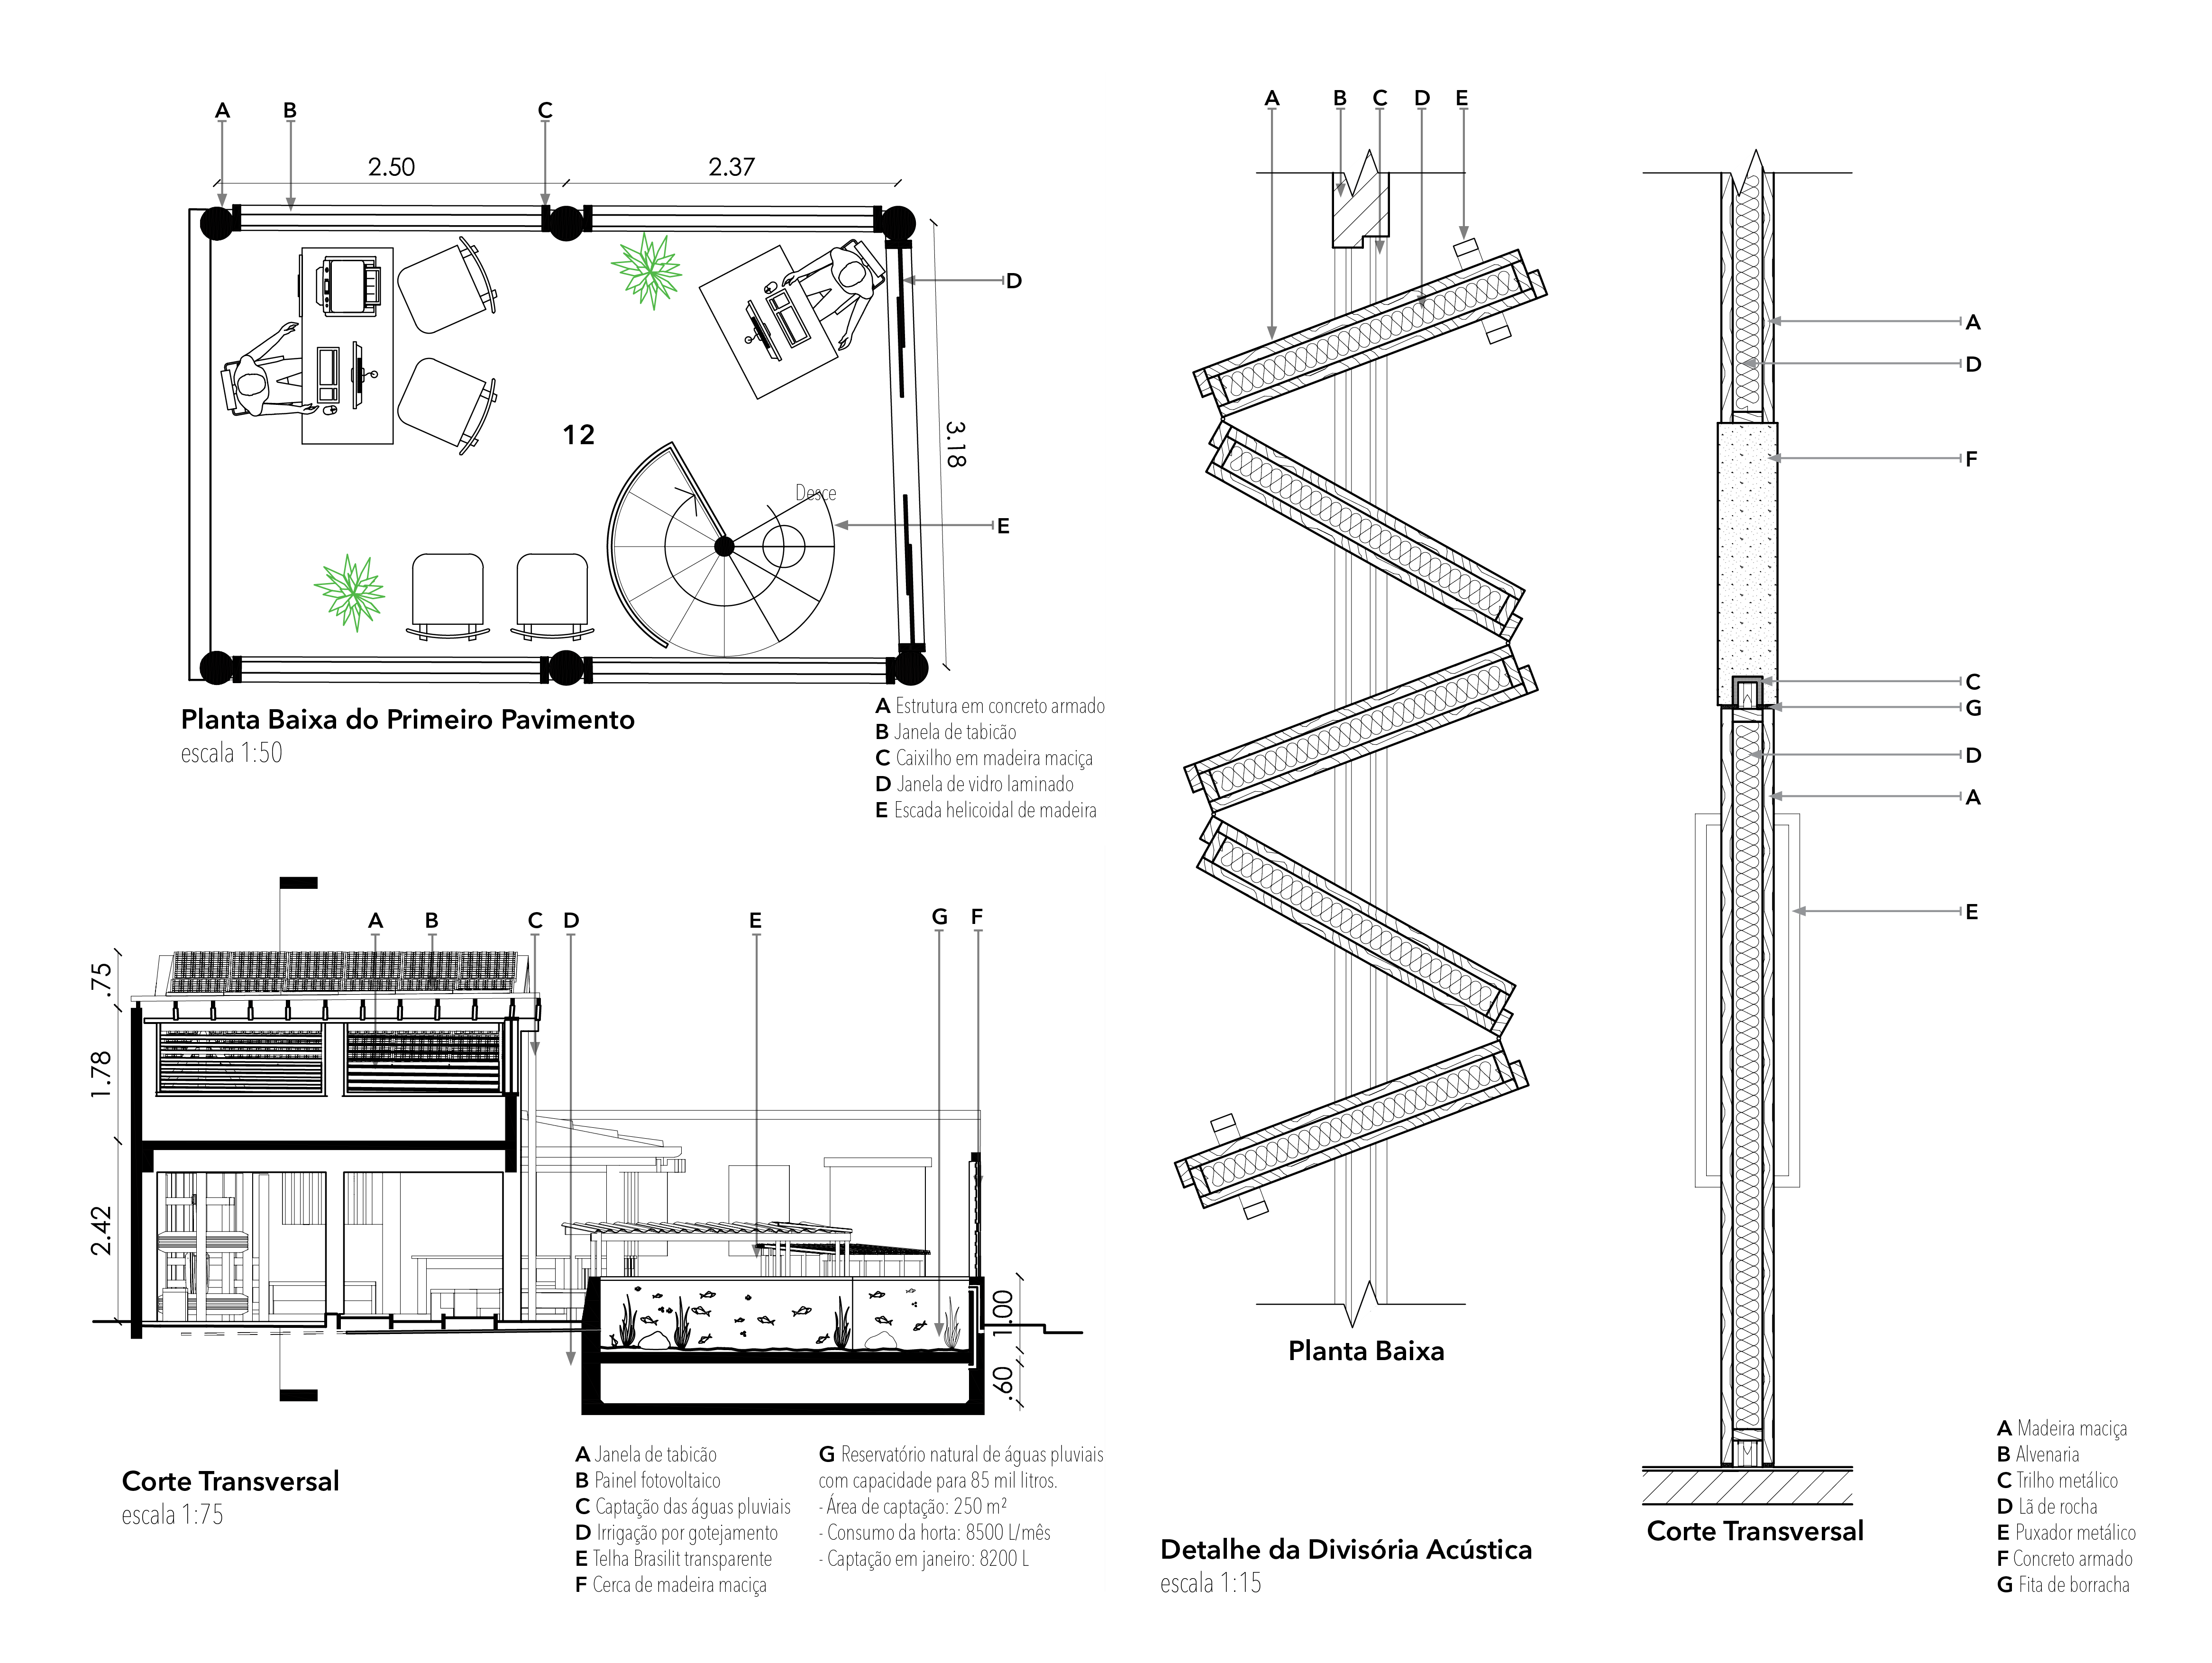 A B C
2.50 2.37
D
3.18
12
Desce
E
Planta Baixa do Primeiro Pavimento
escala 1:50
A Estrutura em concreto armado
B Janela de tabicão
C Caixilho em madeira maciça
D Janela de vidro laminado
E Escada helicoidal de madeira
A B C D E G F
.75
1.78
2.42
1.00
.60
Corte Transversal
escala 1:75
A Janela de tabicão
B Painel fotovoltaico
C Captação das águas pluviais
D Irrigação por gotejamento
E Telha Brasilit transparente
F Cerca de madeira maciça
G Reservatório natural de águas pluviais
com capacidade para 85 mil litros.
- Área de captação: 250 m²
- Consumo da horta: 8500 L/mês
- Captação em janeiro: 8200 L
A B C D E
Planta Baixa
A
D
F
C
G
D
A
E
Corte Transversal
Detalhe da Divisória Acústica
escala 1:15
A Madeira maciça
B Alvenaria
C Trilho metálico
D Lã de rocha
E Puxador metálico
F Concreto armado
G Fita de borracha